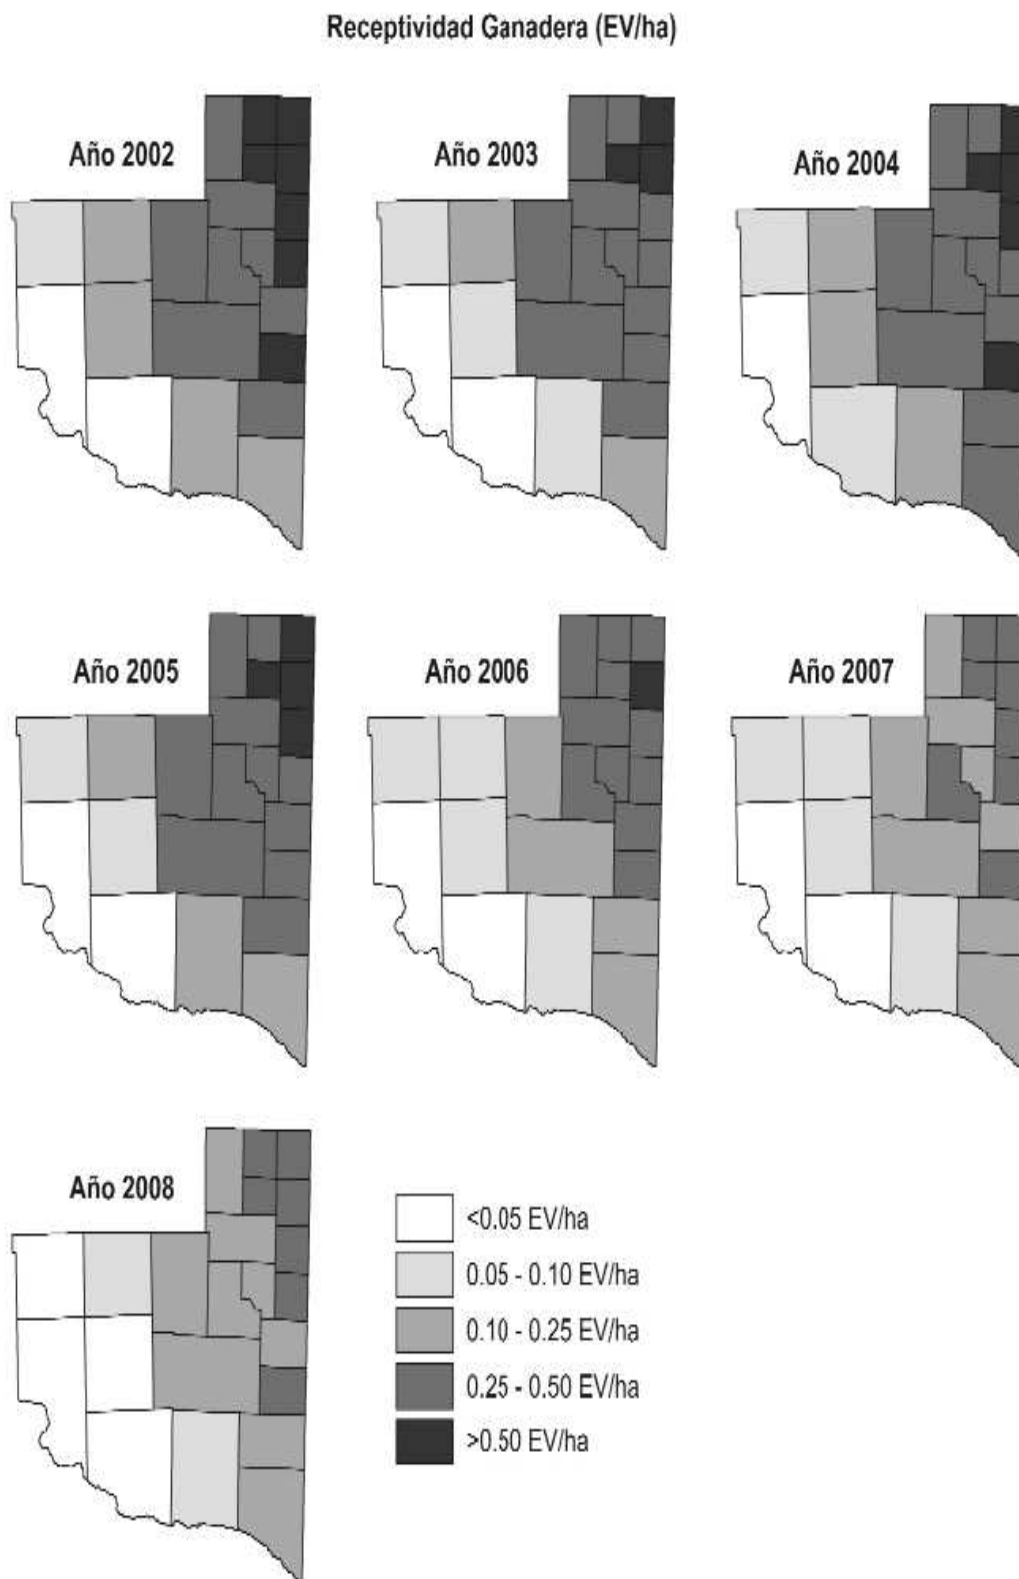 Receptividad Ganadera (EV/ha)
Año 2002
Año 2003
Año 2004
Año 2005
Año 2006
Año 2007
Año 2008
<0.05 EV/ha
0.05 - 0.10 EV/ha
0.10 - 0.25 EV/ha
0.25 - 0.50 EV/ha
>0.50 EV/ha